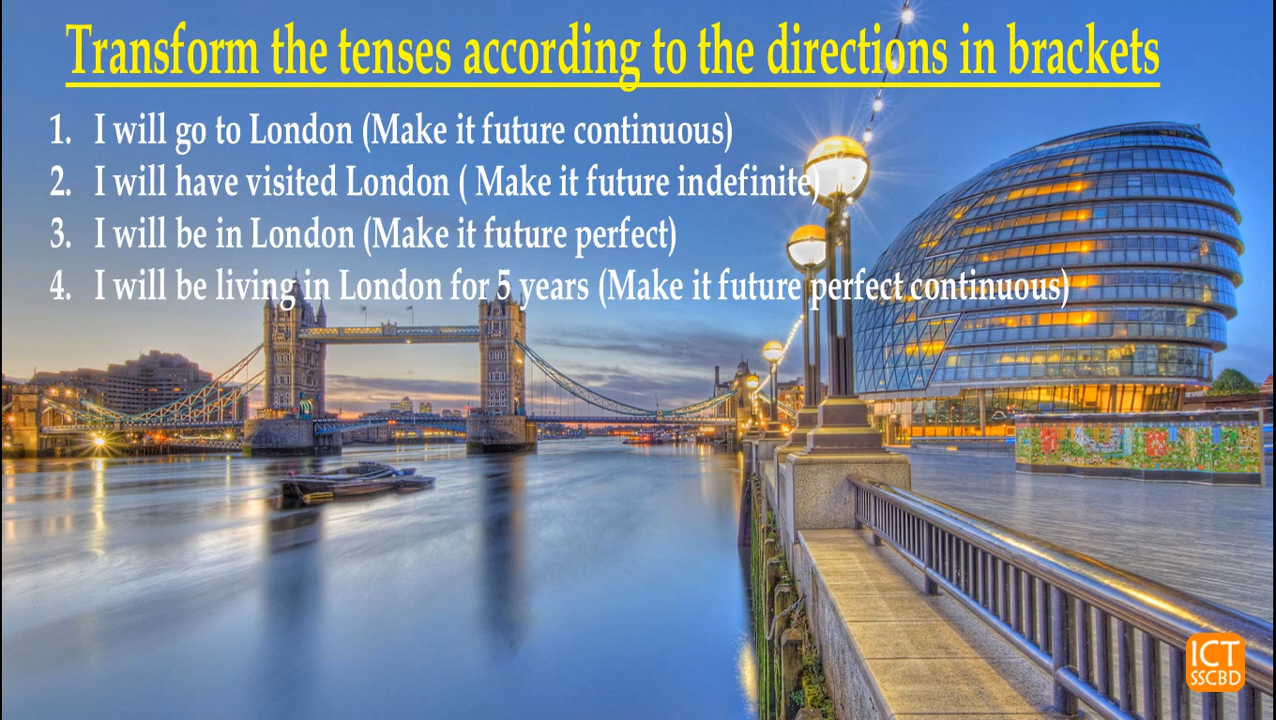 Transform the tenses according to the directions in brackets
1. I will go to London (Make it future continuous)
2. I will have visited London ( Make it future indefinite)
3. I will be in London (Make it future perfect)
4. I will be living in London for 5 years (Make it future perfect continuous)
ICT
SSCBD